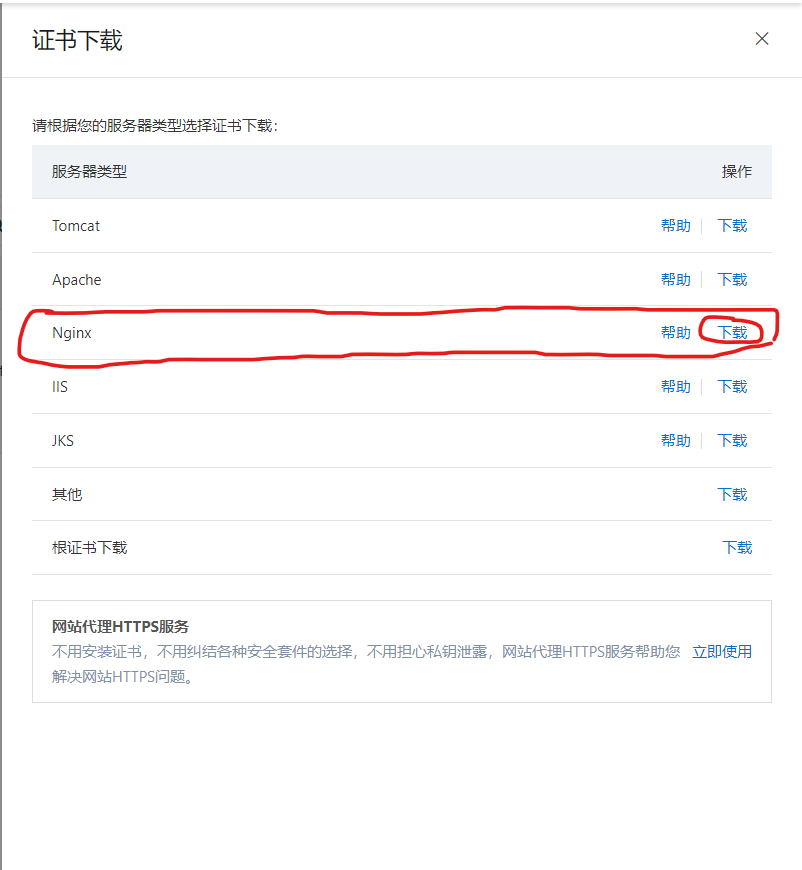 证书下载
请根据您的服务器类型选择证书下载：
服务器类型 操作
Tomcat 帮助 下载
Apache 帮助 下载
Nginx 帮助 下载
IIS 帮助 下载
JKS 帮助 下载
其他 下载
根证书下载 下载
网站代理HTTPS服务
不用安装证书，不用纠结各种安全套件的选择，不用担心私钥泄露，网站代理HTTPS服务帮助您 立即使用
解决网站HTTPS问题。